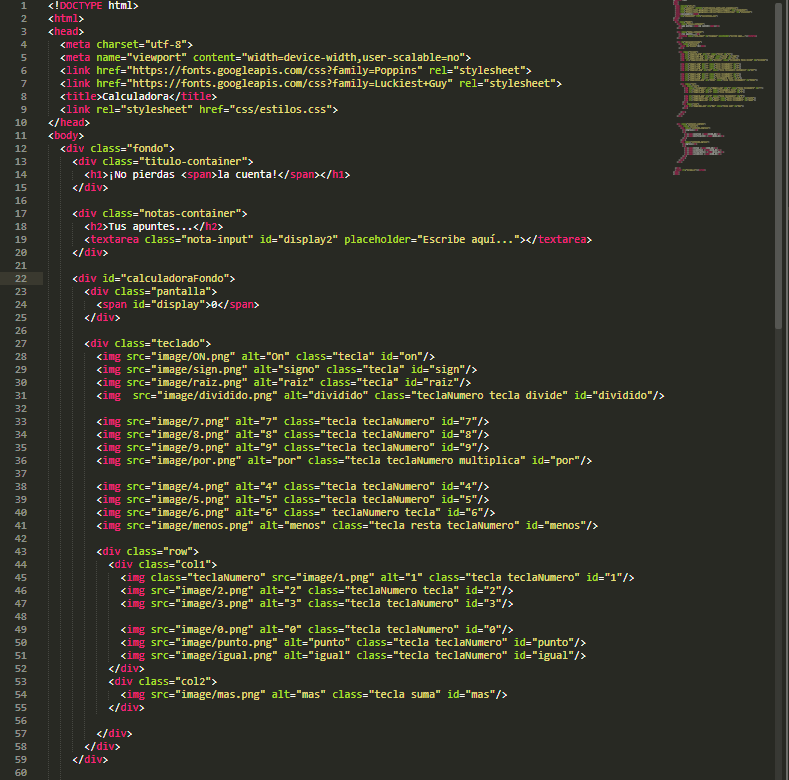 1 <!DOCTYPE html>
2 <html>
3 <head>
4 <meta charset="utf-8">
5 <meta name="viewport" content="width=device-width,user-scalable=no">
6 <link href="https://fonts.googleapis.com/css?family=Poppins" rel="stylesheet">
7 <link href="https://fonts.googleapis.com/css?family=Luckiest+Guy" rel="stylesheet">
8 <title>Calculadora</title>
9 <link rel="stylesheet" href="css/estilos.css">
10 </head>
11 <body>
12 <div class="fondo">
13 <div class="titulo-container">
14 <h1>¡No pierdas <span>la cuenta!</span></h1>
15 </div>
16
17 <div class="notas-container">
18 <h2>Tus apuntes...</h2>
19 <textarea class="nota-input" id="display2" placeholder="Escribe aquí..."></textarea>
20 </div>
21
22 <div id="calculadoraFondo">
23 <div class="pantalla">
24 <span id="display">0</span>
25 </div>
26
27 <div class="teclado">
28 <img src="image/ON.png" alt="On" class="tecla" id="on"/>
29 <img src="image/sign.png" alt="signo" class="tecla" id="sign"/>
30 <img src="image/raiz.png" alt="raiz" class="tecla" id="raiz"/>
31 <img  src="image/dividido.png" alt="dividido" class="teclaNumero tecla divide" id="dividido"/>
32
33 <img src="image/7.png" alt="7" class="tecla teclaNumero" id="7"/>
34 <img src="image/8.png" alt="8" class="tecla teclaNumero" id="8"/>
35 <img src="image/9.png" alt="9" class="tecla teclaNumero" id="9"/>
36 <img src="image/por.png" alt="por" class="tecla teclaNumero multiplica" id="por"/>
37
38 <img src="image/4.png" alt="4" class="tecla teclaNumero" id="4"/>
39 <img src="image/5.png" alt="5" class="tecla teclaNumero" id="5"/>
40 <img src="image/6.png" alt="6" class=" teclaNumero tecla" id="6"/>
41 <img src="image/menos.png" alt="menos" class="tecla resta teclaNumero" id="menos"/>
42
43 <div class="row">
44 <div class="col1">
45 <img class="teclaNumero" src="image/1.png" alt="1" class="tecla teclaNumero" id="1"/>
46 <img src="image/2.png" alt="2" class="teclaNumero tecla" id="2"/>
47 <img src="image/3.png" alt="3" class="tecla teclaNumero" id="3"/>
48
49 <img src="image/0.png" alt="0" class="tecla teclaNumero" id="0"/>
50 <img src="image/punto.png" alt="punto" class="tecla teclaNumero" id="punto"/>
51 <img src="image/igual.png" alt="igual" class="tecla teclaNumero" id="igual"/>
52 </div>
53 <div class="col2">
54 <img src="image/mas.png" alt="mas" class="tecla suma" id="mas"/>
55 </div>
56
57 </div>
58 </div>
59 </div>
60